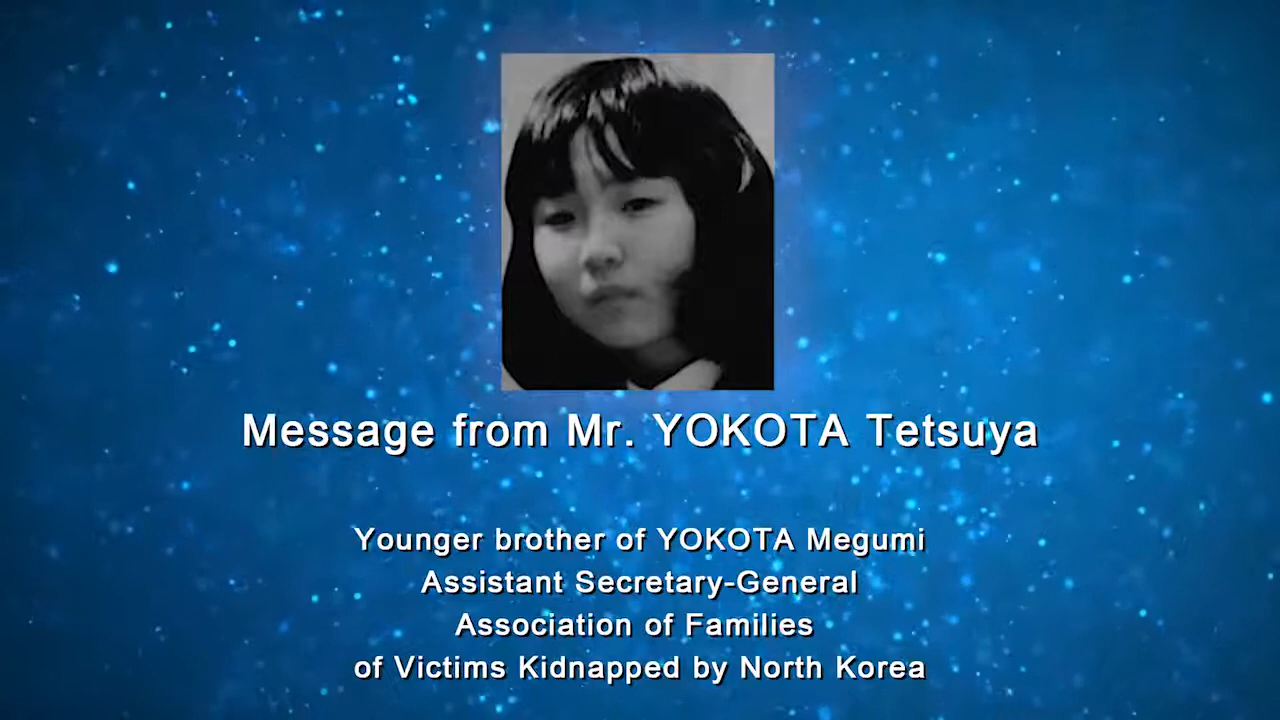 Message from Mr. YOKOTA Tetsuya
Younger brother of YOKOTA Megumi
Assistant Secretary-General
Association of Families
of Victims Kidnapped by North Korea